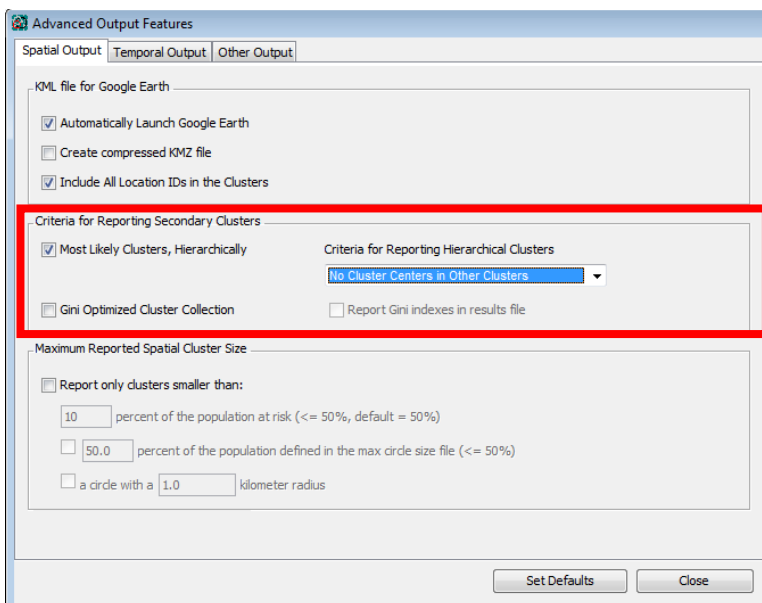 Advanced Output Features
Spatial Output Temporal Output Other Output
KML file for Google Earth
Automatically Launch Google Earth
Create compressed KMZ file
Include All Location IDs in the Clusters
Criteria for Reporting Secondary Clusters
Most Likely Clusters, Hierarchically Criteria for Reporting Hierarchical Clusters
No Cluster Centers in Other Clusters
Gini Optimized Cluster Collection Report Gini indexes in results file
Maximum Reported Spatial Cluster Size
Report only clusters smaller than:
10 percent of the population at risk (<= 50%, default = 50%)
50.0 percent of the population defined in the max circle size file (<= 50%)
a circle with a 1.0 kilometer radius
Set Defaults Close